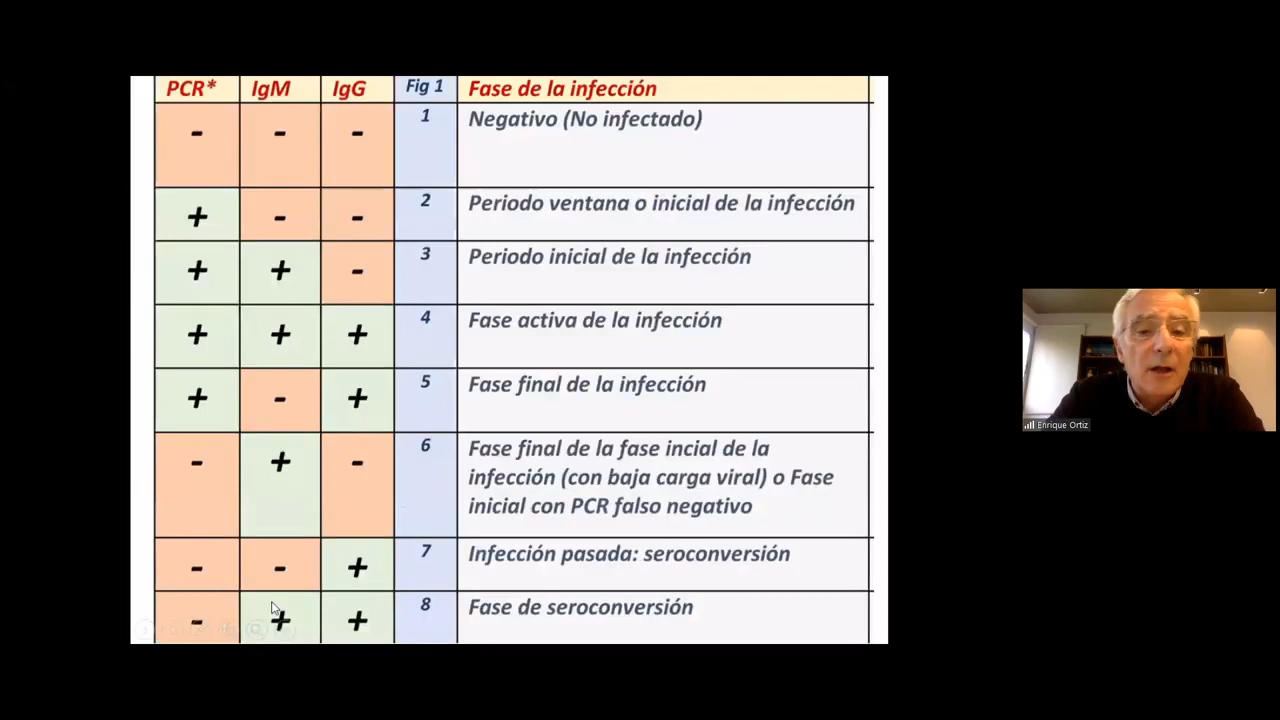 PCR* IgM IgG Fig 1 Fase de la infección
- - - 1 Negativo (No infectado)
+ - - 2 Periodo ventana o inicial de la infección
+ + - 3 Periodo inicial de la infección
+ + + 4 Fase activa de la infección
+ - + 5 Fase final de la infección
- + - 6 Fase final de la fase incial de la
infección (con baja carga viral) o Fase
inicial con PCR falso negativo
- - + 7 Infección pasada: seroconversión
- + + 8 Fase de seroconversión
Enrique Ortiz